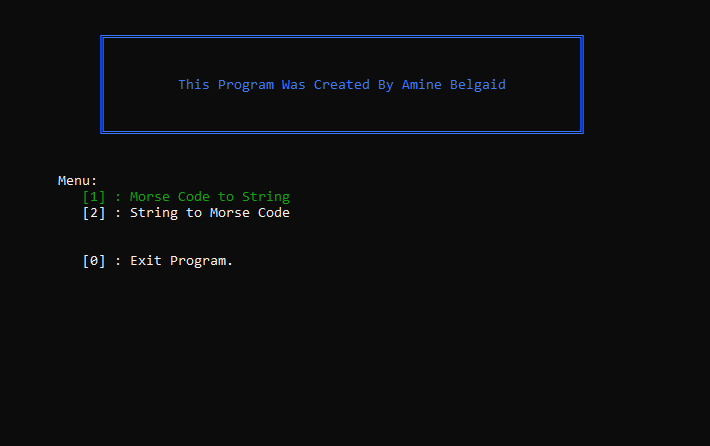 This Program Was Created By Amine Belgaid
Menu:
[1] : Morse Code to String
[2] : String to Morse Code
[0] : Exit Program.